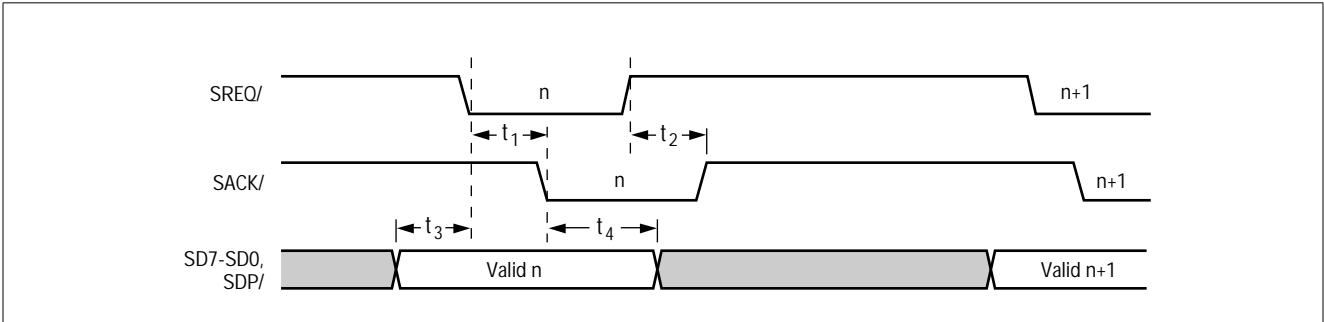 SREQ/ n n+1
t1 t2
SACK/ n n+1
t3 t4
SD7-SD0,
SDP/ Valid n Valid n+1